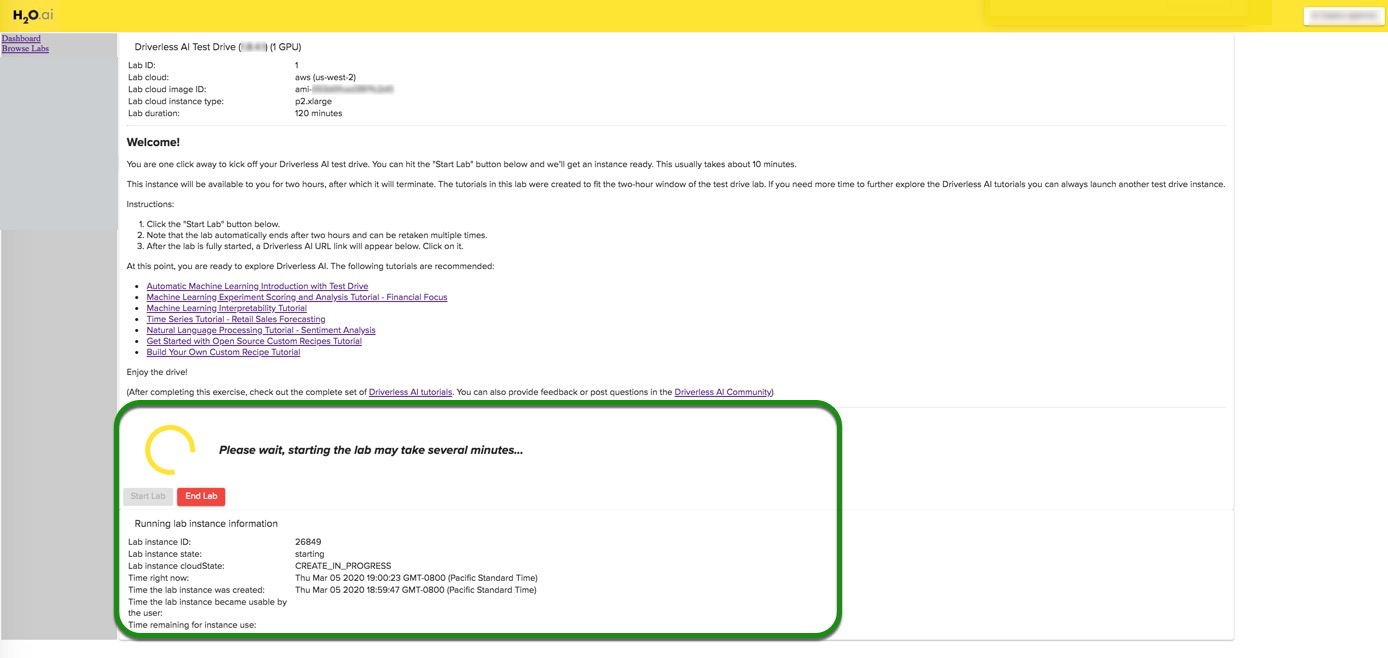 H2O.ai
Dashboard
Browse Labs
Driverless AI Test Drive ( ) (1 GPU)
Lab ID: 1
Lab cloud: aws (us-west-2)
Lab cloud image ID: ami-
Lab cloud instance type: p2.xlarge
Lab duration: 120 minutes
Welcome!
You are one click away to kick off your Driverless AI test drive. You can hit the "Start Lab" button below and we'll get an instance ready. This usually takes about 10 minutes.
This instance will be available to you for two hours, after which it will terminate. The tutorials in this lab were created to fit the two-hour window of the test drive lab. If you need more time to further explore the Driverless AI tutorials you can always launch another test drive instance.
Instructions:
1. Click the "Start Lab" button below.
2. Note that the lab automatically ends after two hours and can be retaken multiple times.
3. After the lab is fully started, a Driverless AI URL link will appear below. Click on it.
At this point, you are ready to explore Driverless AI. The following tutorials are recommended:
• Automatic Machine Learning Introduction with Test Drive
• Machine Learning Experiment Scoring and Analysis Tutorial - Financial Focus
• Machine Learning Interpretability Tutorial
• Time Series Tutorial - Retail Sales Forecasting
• Natural Language Processing Tutorial - Sentiment Analysis
• Get Started with Open Source Custom Recipes Tutorial
• Build Your Own Custom Recipe Tutorial
Enjoy the drive!
(After completing this exercise, check out the complete set of Driverless AI tutorials. You can also provide feedback or post questions in the Driverless AI Community)
Please wait, starting the lab may take several minutes...
Start Lab End Lab
Running lab instance information
Lab instance ID: 26849
Lab instance state: starting
Lab instance cloudState: CREATE_IN_PROGRESS
Time right now: Thu Mar 05 2020 19:00:23 GMT-0800 (Pacific Standard Time)
Time the lab instance was created: Thu Mar 05 2020 18:59:47 GMT-0800 (Pacific Standard Time)
Time the lab instance became usable by
the user:
Time remaining for instance use: